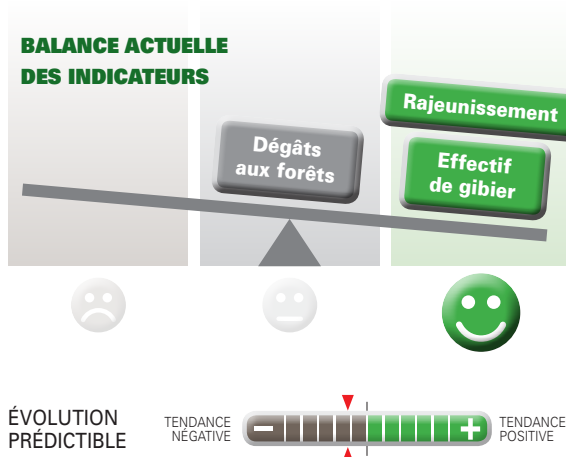 BALANCE ACTUELLE
DES INDICATEURS
Rajeunissement
Dégâts
aux forêts
Effectif
de gibier
ÉVOLUTION
PRÉDICTIBLE
TENDANCE
NÉGATIVE
−
+
TENDANCE
POSITIVE